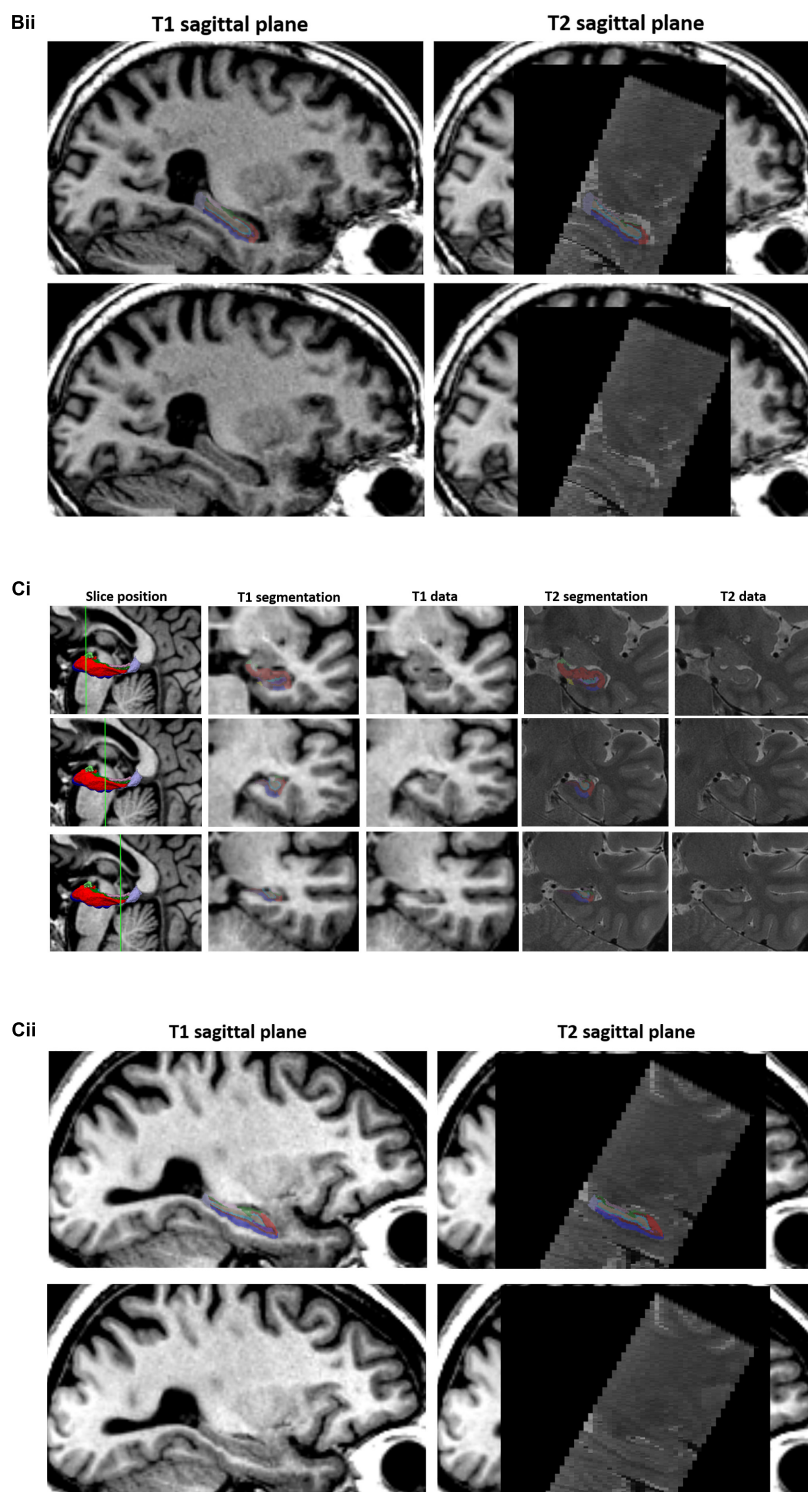 Bii
T1 sagittal plane
T2 sagittal plane
Ci
Slice position
T1 segmentation
T1 data
T2 segmentation
T2 data
Cii
T1 sagittal plane
T2 sagittal plane